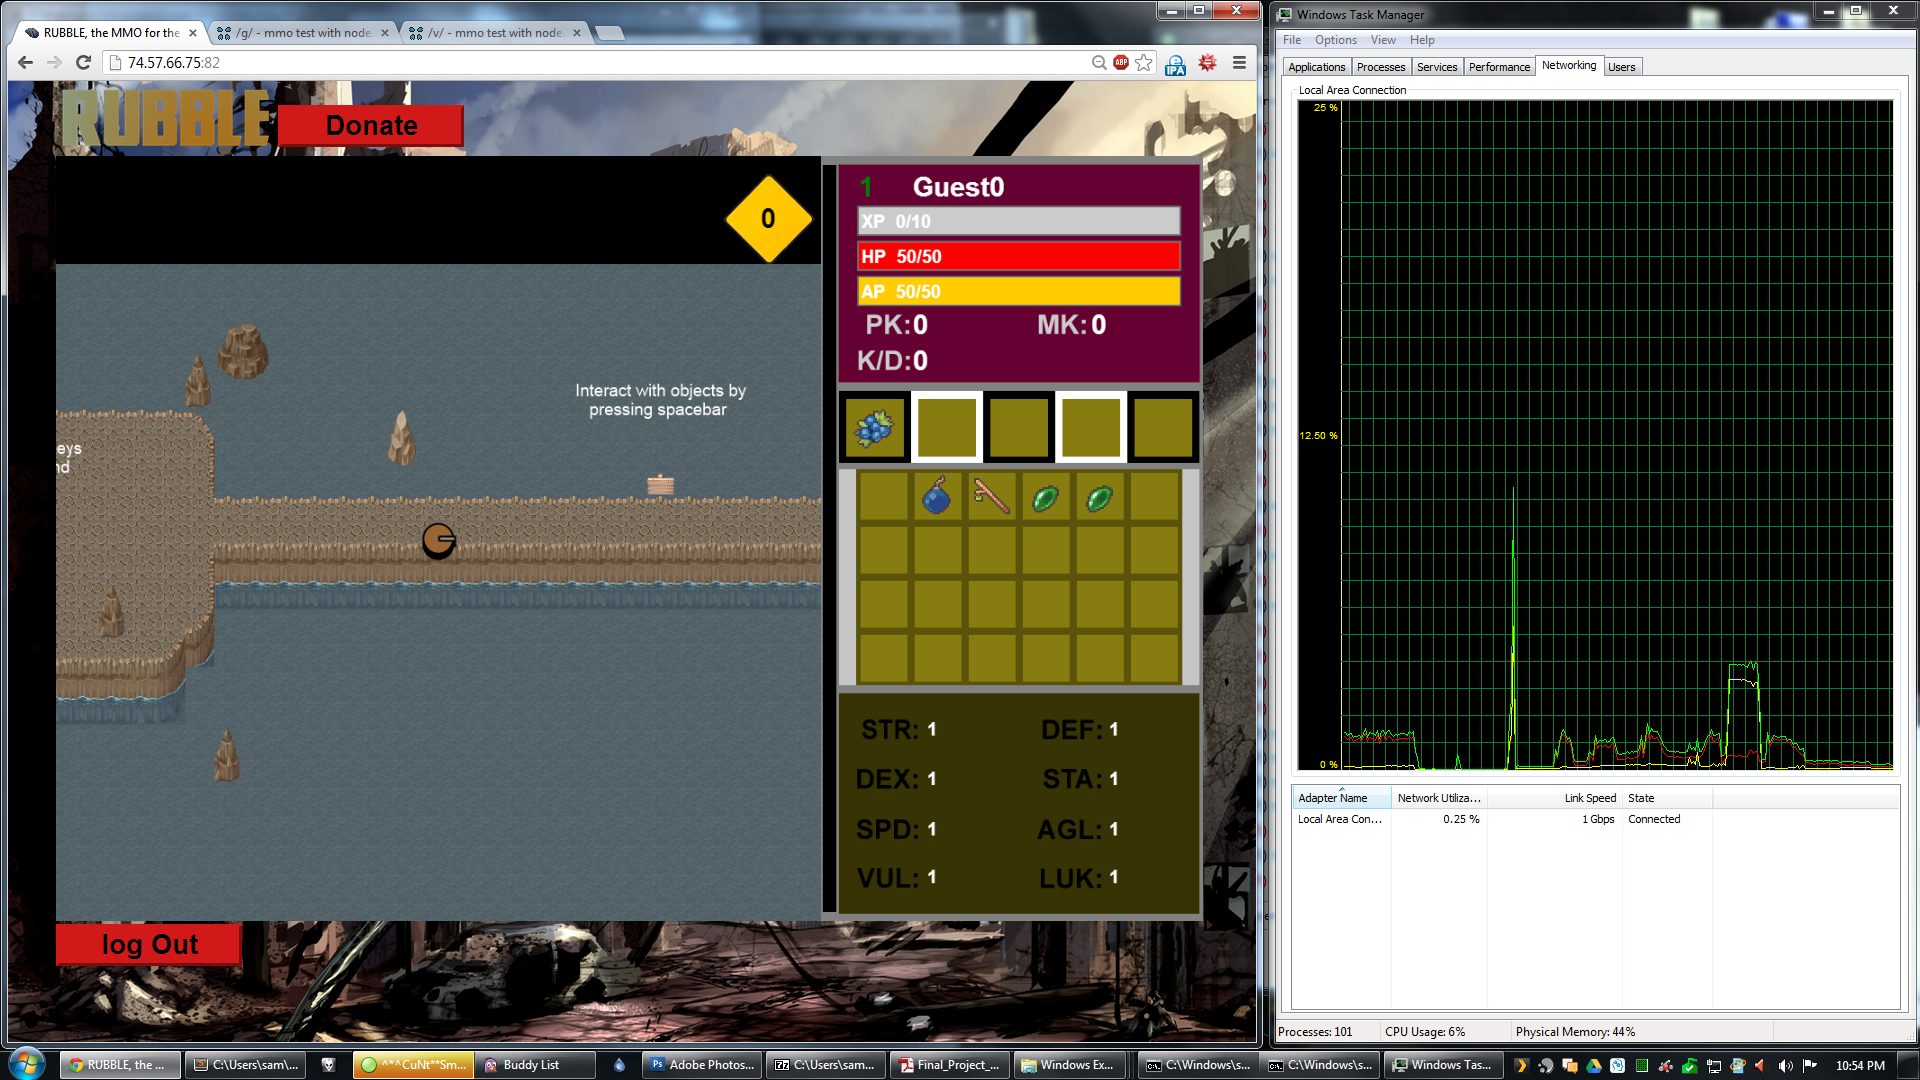 RUBBLE, the MMO for the
/g/ - mmo test with node.
/v/ - mmo test with node.
74.57.66.75:82
ABP
IPA
RUBBLE
Donate
0
1 Guest0
XP 0/10
HP 50/50
AP 50/50
PK:0 MK:0
K/D:0
Interact with objects by
pressing spacebar
eys
nd
STR: 1 DEF: 1
DEX: 1 STA: 1
SPD: 1 AGL: 1
VUL: 1 LUK: 1
log Out
Windows Task Manager
File Options View Help
Applications Processes Services Performance Networking Users
Local Area Connection
25 %
12.50 %
0 %
Adapter Name Network Utiliza... Link Speed State
Local Area Con... 0.25 % 1 Gbps Connected
Processes: 101 CPU Usage: 6% Physical Memory: 44%
RUBBLE, the ...
C:\Users\sam\...
^*^CuNt**Sm...
Buddy List
Adobe Photos...
C:\Users\sam...
Final_Project_...
Windows Ex...
C:\Windows\s...
C:\Windows\s...
Windows Tas...
10:54 PM